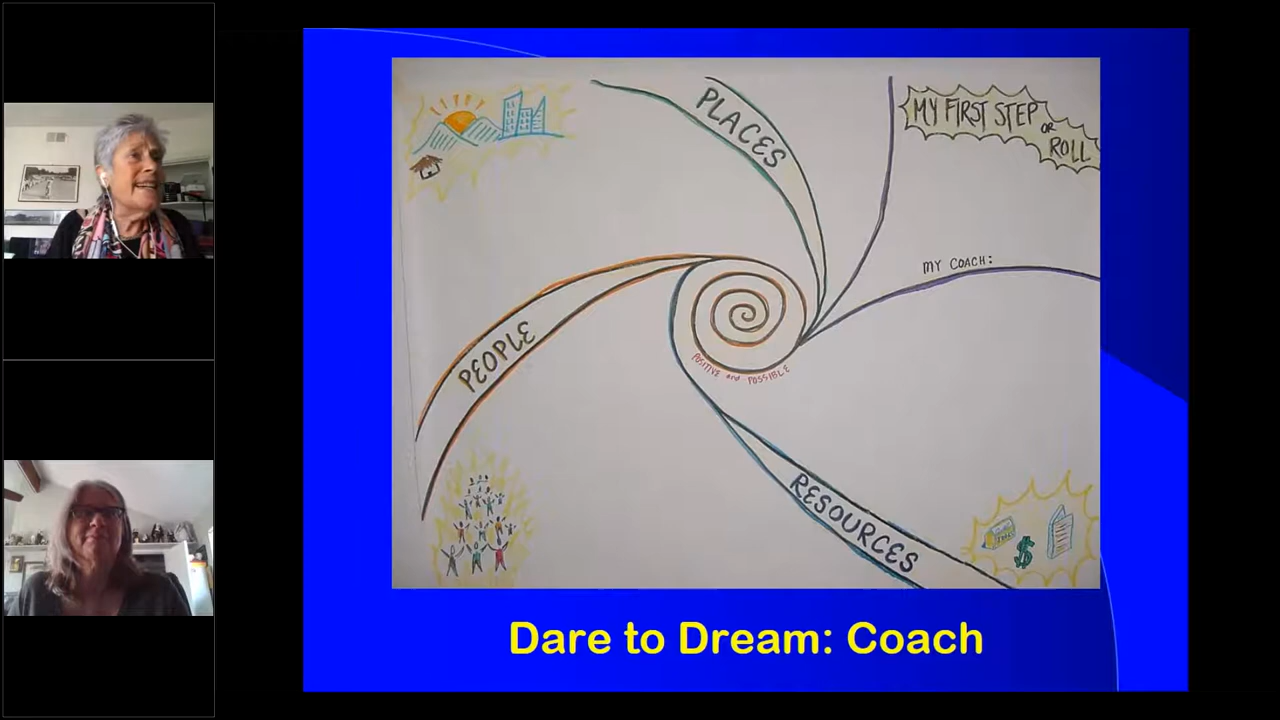 PLACES
MY FIRST STEP
OR
ROLL
MY COACH:
PEOPLE
POSITIVE and POSSIBLE
RESOURCES
$
Dare to Dream: Coach